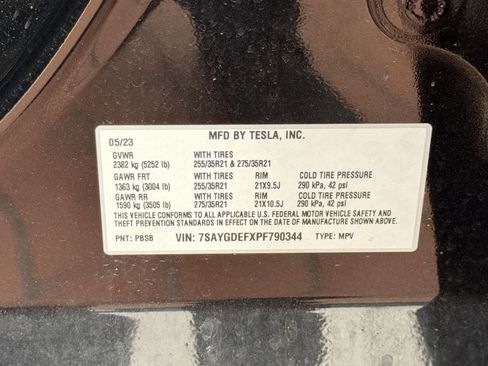 MFD BY TESLA, INC.
05/23
GVWR WITH TIRES
2382 kg (5252 lb) 255/35R21 & 275/35R21
GAWR FRT WITH TIRES RIM COLD TIRE PRESSURE
1363 kg (3004 lb) 255/35R21 21X9.5J 290 kPa, 42 psi
GAWR RR WITH TIRES RIM COLD TIRE PRESSURE
1590 kg (3505 lb) 275/35R21 21X10.5J 290 kPa, 42 psi
THIS VEHICLE CONFORMS TO ALL APPLICABLE U.S. FEDERAL MOTOR VEHICLE SAFETY AND
THEFT PREVENTION STANDARDS IN EFFECT ON THE DATE OF MANUFACTURE SHOWN ABOVE.
PNT: PBSB VIN: 7SAYGDEFXPF790344 TYPE: MPV